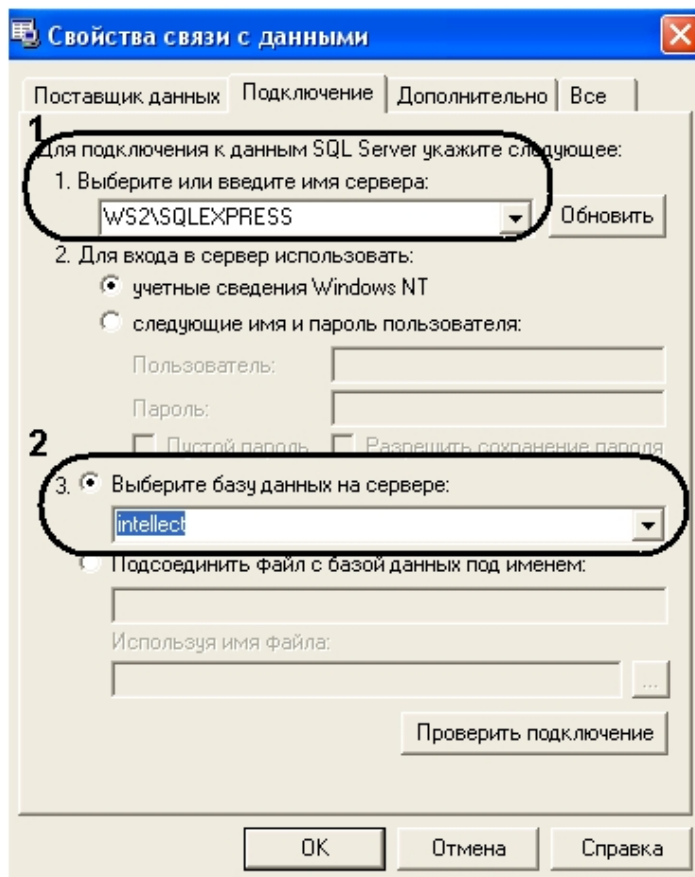 Свойства связи с данными
Поставщик данных Подключение Дополнительно Все
1
Для подключения к данным SQL Server укажите следующее:
1. Выберите или введите имя сервера:
WS2\SQLEXPRESS Обновить
2. Для входа в сервер использовать:
учетные сведения Windows NT
следующие имя и пароль пользователя:
Пользователь:
Пароль:
2
Пустой пароль Разрешить сохранение пароля
3. Выберите базу данных на сервере:
intellect
Подсоединить файл с базой данных под именем:
Используя имя файла:
...
Проверить подключение
OK Отмена Справка